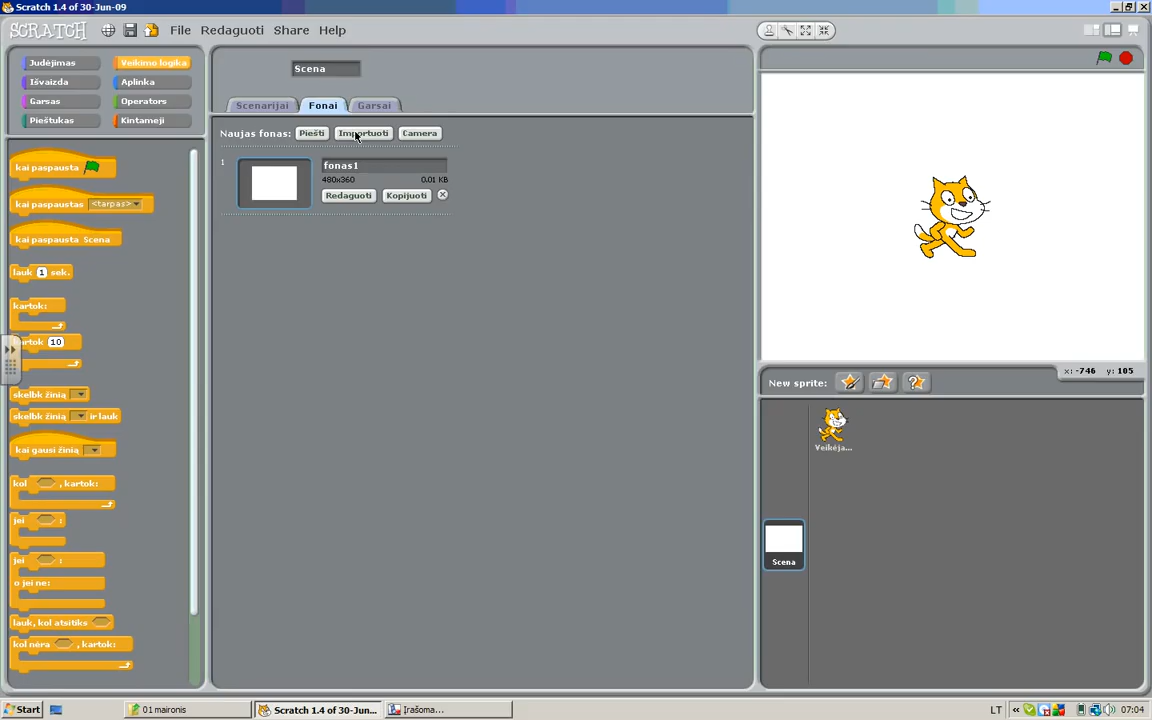 Scratch 1.4 of 30-Jun-09
SCRATCH
File Redaguoti Share Help
Judėjimas Veikimo logika
Išvaizda Aplinka
Garsas Operators
Pieštukas Kintameji
kai paspausta
kai paspaustas <tarpas>
kai paspausta Scena
lauk 1 sek.
kartok:
kartok 10
skelbk žinią
skelbk žinią ir lauk
kai gausi žinią
kol , kartok:
jei :
jei :
o jei ne:
lauk, kol atsitiks
kol nėra , kartok:
Scena
Scenarijai Fonai Garsai
Naujas fonas: Piešti Importuoti Camera
1
fonas1
480x360 0.01 KB
Redaguoti Kopijuoti
x: -746 y: 105
New sprite:
Veikėja...
Scena
Start 01 maironis Scratch 1.4 of 30-Jun... Irašoma... LT 07:04